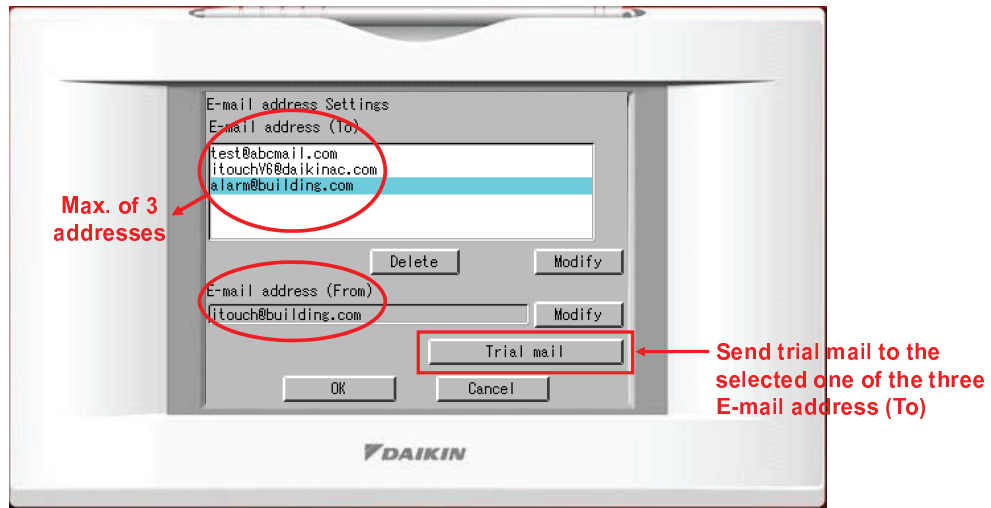 E-mail address Settings
E-mail address (To)
test@abcmail.com
itouchV6@daikinac.com
alarm@building.com
Max. of 3
addresses
Delete
Modify
E-mail address (From)
itouch@building.com
Modify
Trial mail
Send trial mail to the
selected one of the three
E-mail address (To)
OK
Cancel
DAIKIN